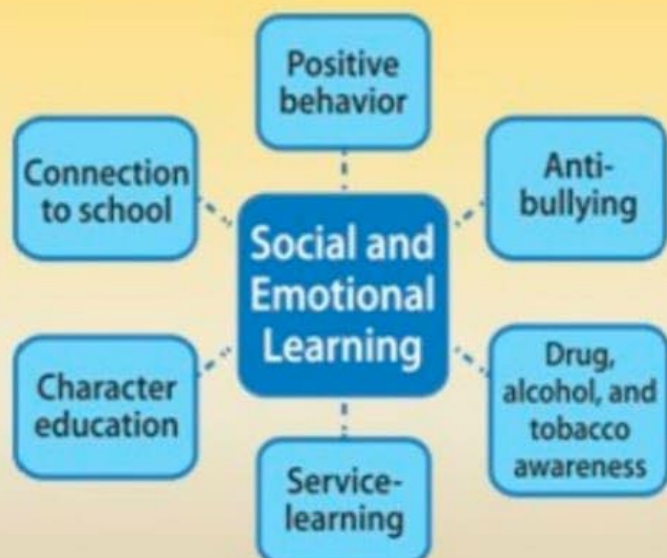 Positive
behavior
Connection
to school
Anti-
bullying
Social and
Emotional
Learning
Character
education
Drug,
alcohol, and
tobacco
awareness
Service-
learning